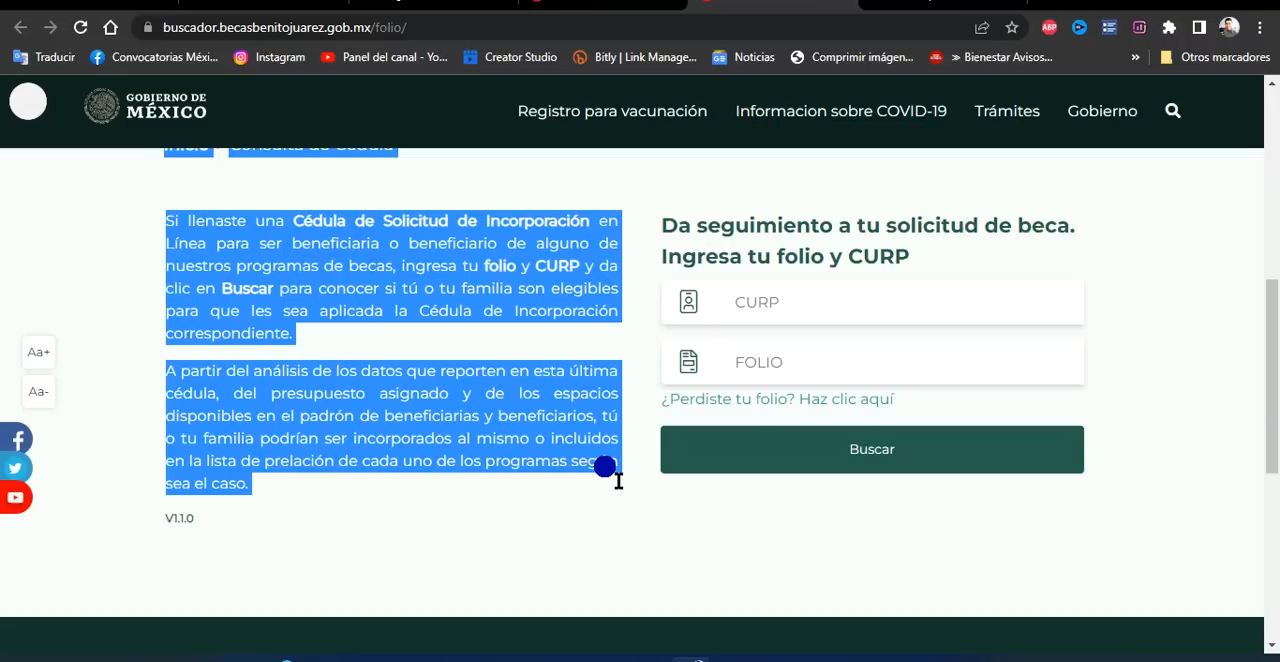 buscador.becasbenitojuarez.gob.mx/folio/
ABP
Traducir
Convocatorias Méxi...
Instagram
Panel del canal - Yo...
Creator Studio
Bitly | Link Manage...
Noticias
Comprimir imágen...
» Bienestar Avisos...
»
Otros marcadores
GOBIERNO DE
MÉXICO
Registro para vacunación
Informacion sobre COVID-19
Trámites
Gobierno
Inicio
Consulta de Cédula
Si llenaste una Cédula de Solicitud de Incorporación en
Línea para ser beneficiaria o beneficiario de alguno de
nuestros programas de becas, ingresa tu folio y CURP y da
clic en Buscar para conocer si tú o tu familia son elegibles
para que les sea aplicada la Cédula de Incorporación
correspondiente.
A partir del análisis de los datos que reporten en esta última
cédula, del presupuesto asignado y de los espacios
disponibles en el padrón de beneficiarias y beneficiarios, tú
o tu familia podrían ser incorporados al mismo o incluidos
en la lista de prelación de cada uno de los programas según
sea el caso.
V1.1.0
Da seguimiento a tu solicitud de beca.
Ingresa tu folio y CURP
CURP
FOLIO
¿Perdiste tu folio? Haz clic aquí
Buscar
Aa+
Aa-